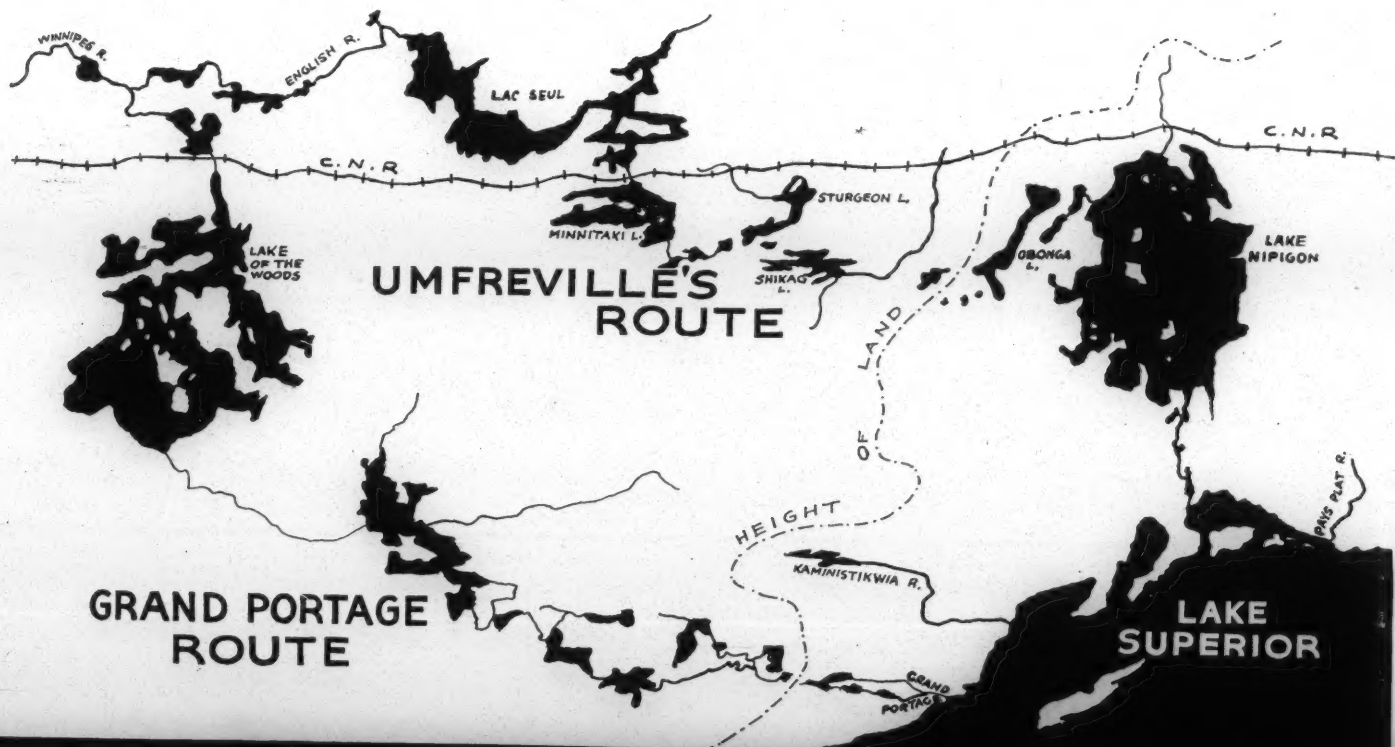 WINNIPEG R.
ENGLISH R.
LAC SEUL
C.N.R
C.N.R
STURGEON L.
MINNITAKI L.
LAKE
OF THE
WOODS
SHIKAG
L.
OBONGA
L.
LAKE
NIPIGON
UMFREVILLE'S
ROUTE
HEIGHT
OF
LAND
PAYS PLAT R.
KAMINISTIKWIA R.
GRAND PORTAGE
ROUTE
LAKE
SUPERIOR
GRAND
PORTAGE